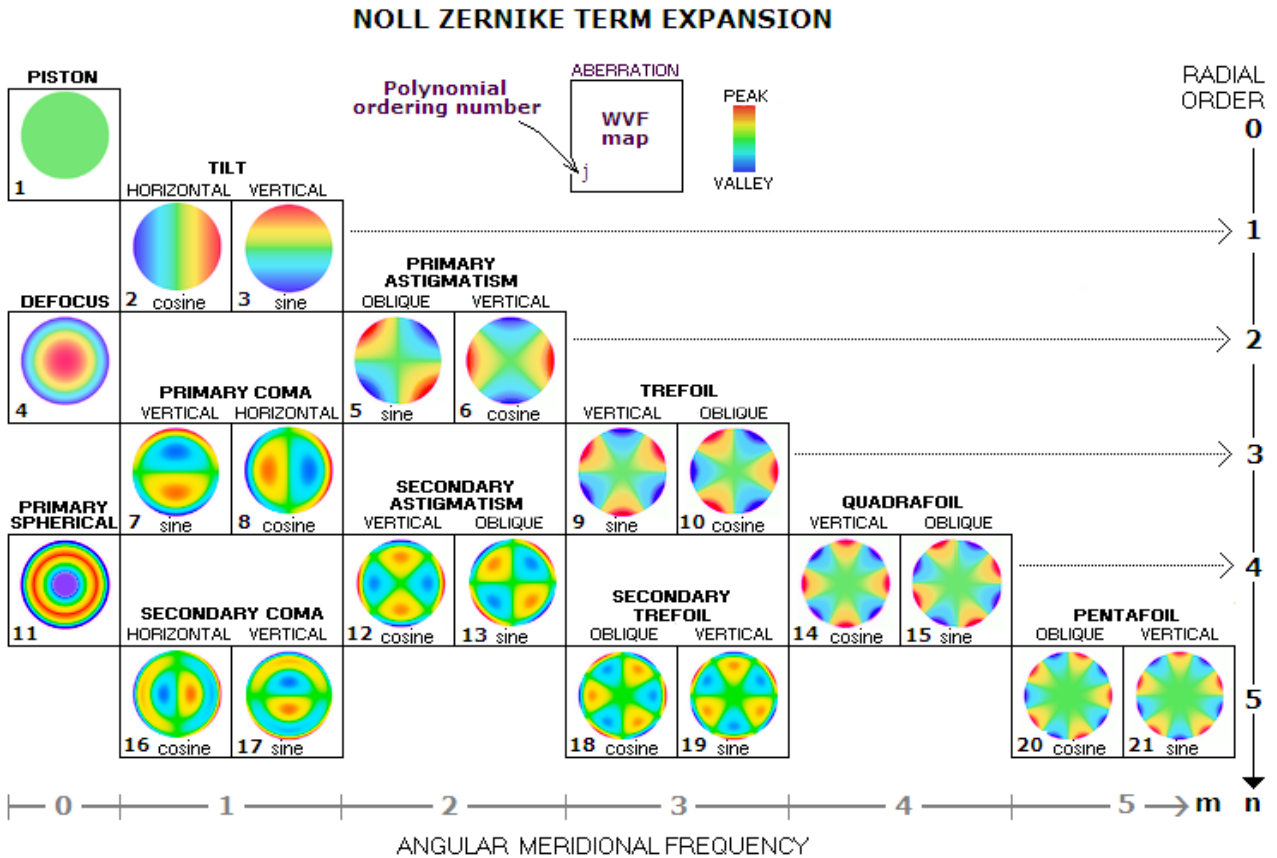 NOLL ZERNIKE TERM EXPANSION
PISTON
1
Polynomial
ordering number
ABERRATION
WVF
map
j
PEAK
VALLEY
RADIAL
ORDER
0
TILT
HORIZONTAL VERTICAL
2 cosine 3 sine
1
DEFOCUS
4
PRIMARY
ASTIGMATISM
OBLIQUE VERTICAL
5 sine 6 cosine
2
PRIMARY COMA
VERTICAL HORIZONTAL
7 sine 8 cosine
TREFOIL
VERTICAL OBLIQUE
9 sine 10 cosine
3
PRIMARY
SPHERICAL
11
SECONDARY
ASTIGMATISM
VERTICAL OBLIQUE
12 cosine 13 sine
QUADRAFOIL
VERTICAL OBLIQUE
14 cosine 15 sine
4
SECONDARY COMA
HORIZONTAL VERTICAL
16 cosine 17 sine
SECONDARY
TREFOIL
OBLIQUE VERTICAL
18 cosine 19 sine
PENTAFOIL
OBLIQUE VERTICAL
20 cosine 21 sine
5
0 1 2 3 4 5 m n
ANGULAR MERIDIONAL FREQUENCY